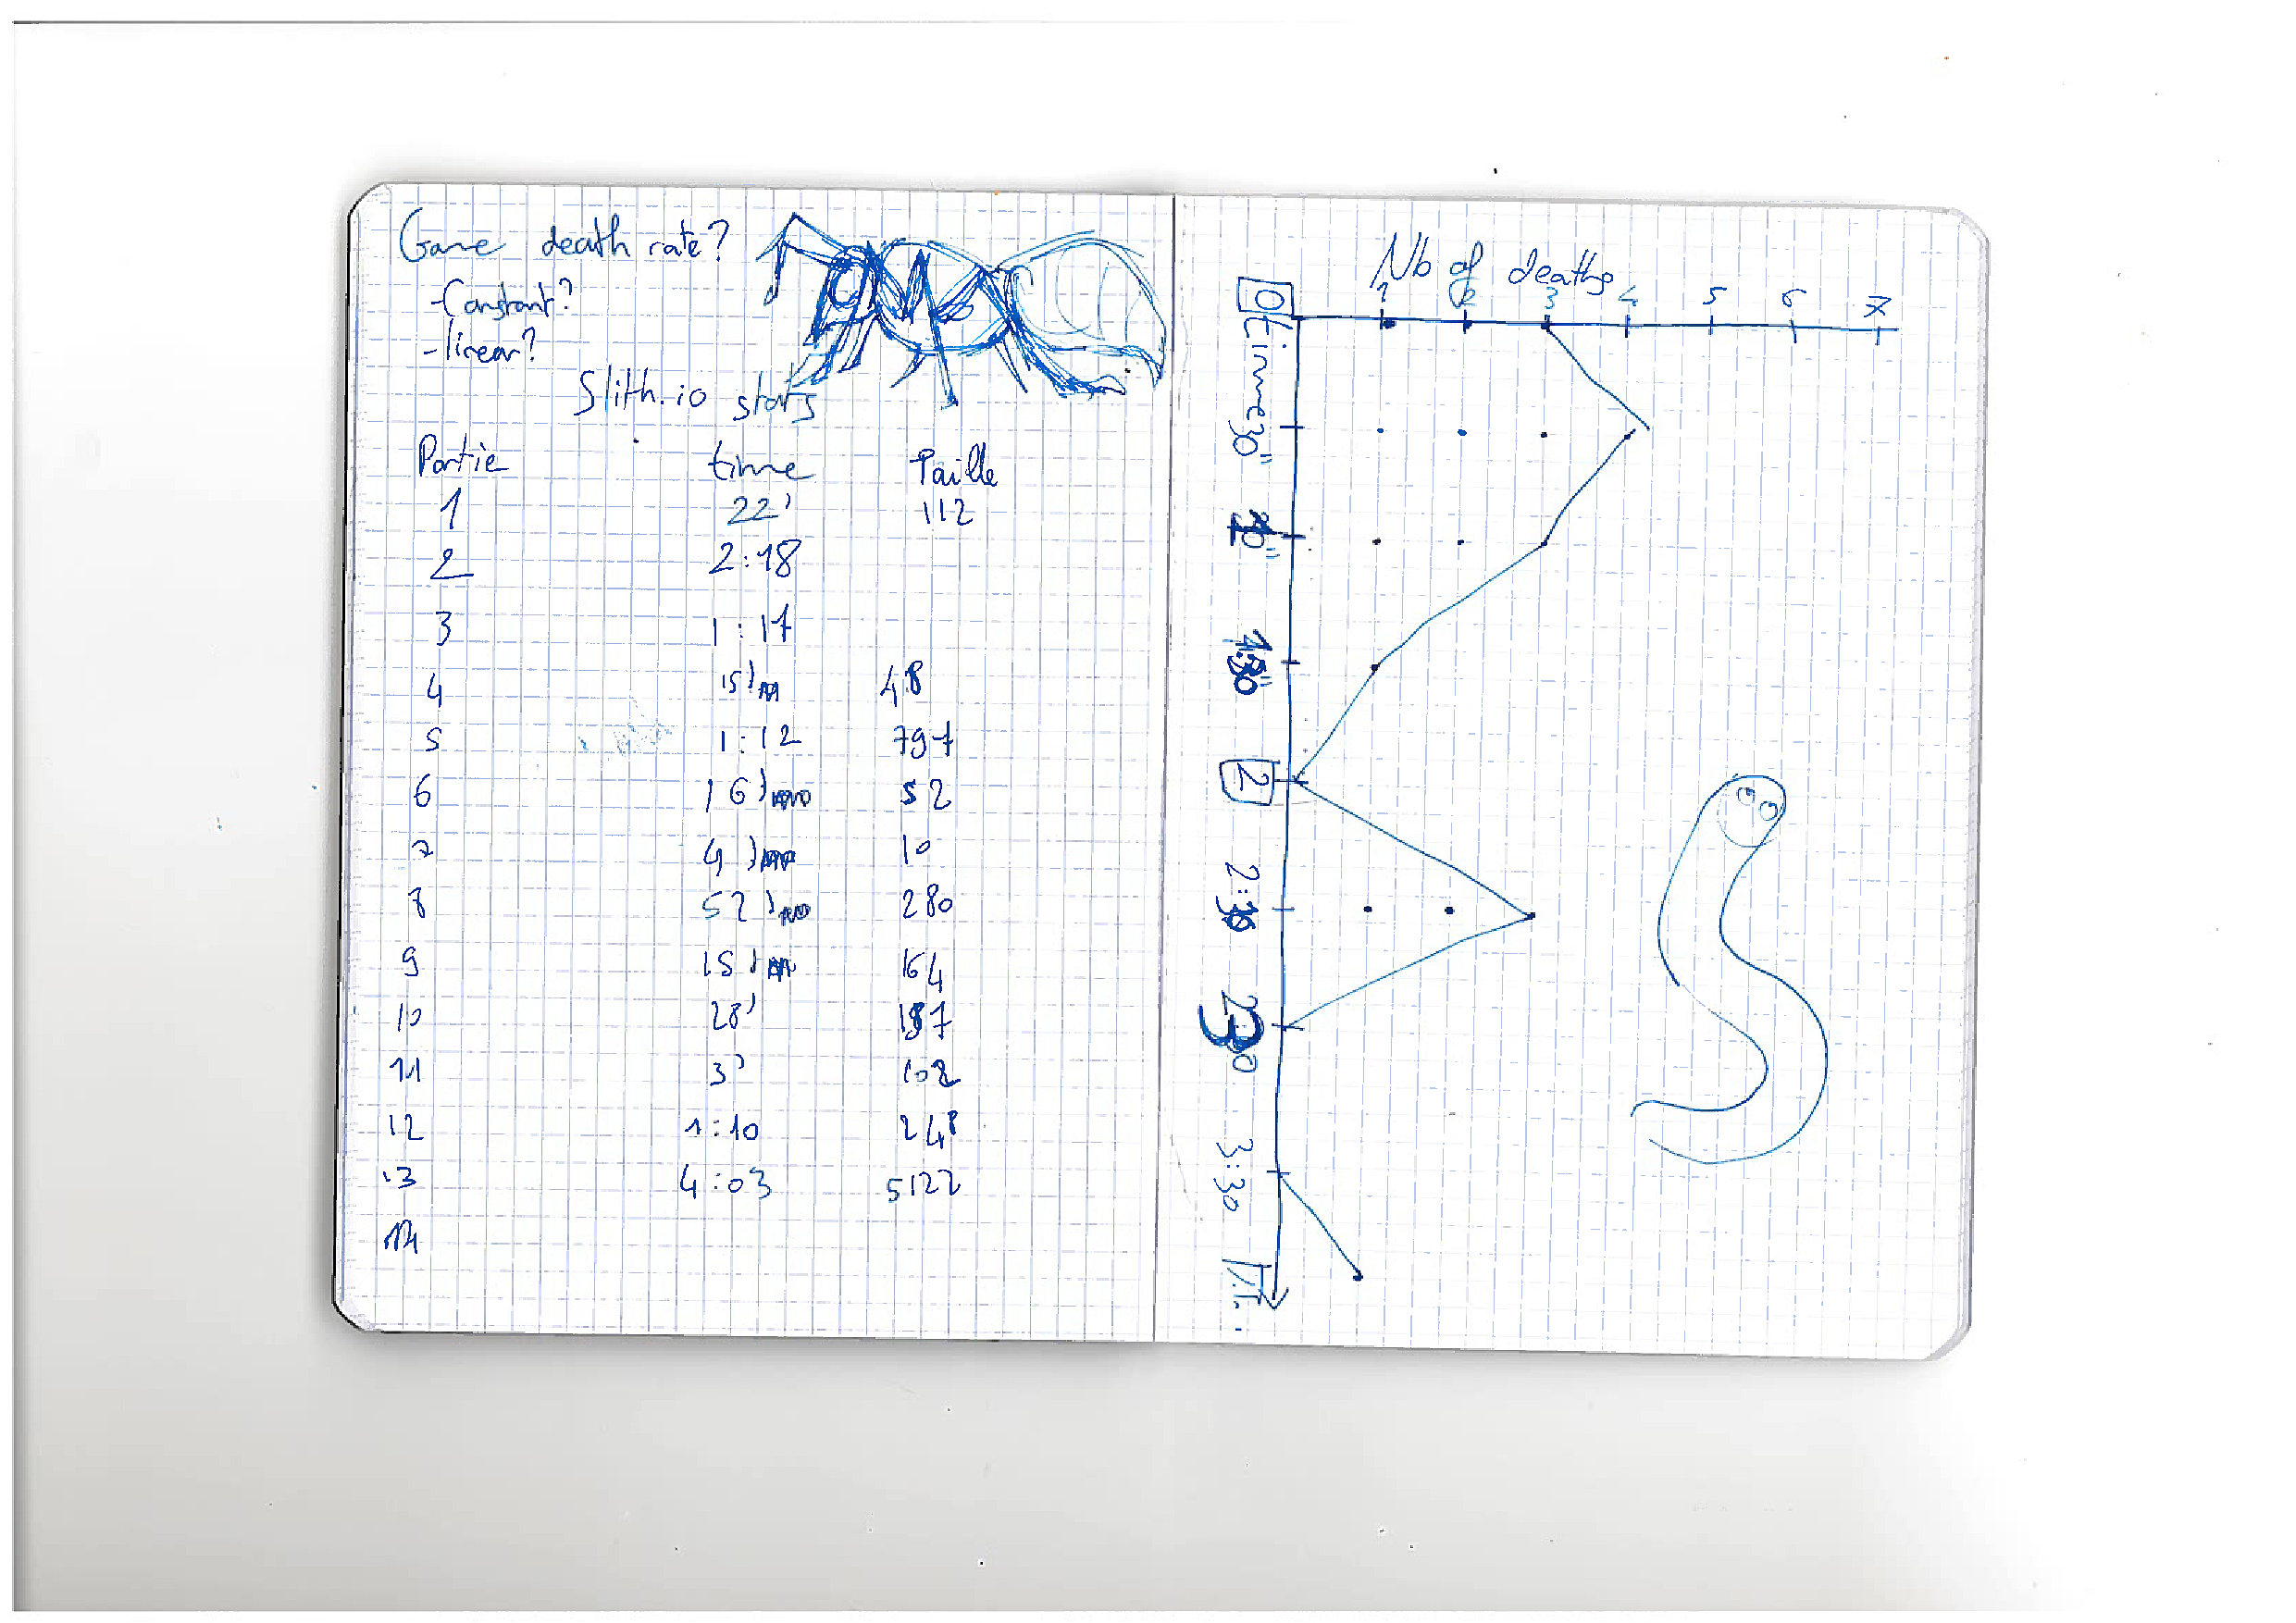 Game death rate?
-Constant?
-linear?
Slith.io stats
Partie time Taille
1 22' 112
2 2:18
3 1:17
4 15' 48
5 1:12 797
6 16' 52
7 4' 10
8 52' 280
9 15' 164
10 28' 187
11 3' 102
12 1:10 248
13 4:03 5122
14
Nb of deaths
1 2 3 4 5 6 7
0 time
30"
1
1:30
2
2:30
3
3:30